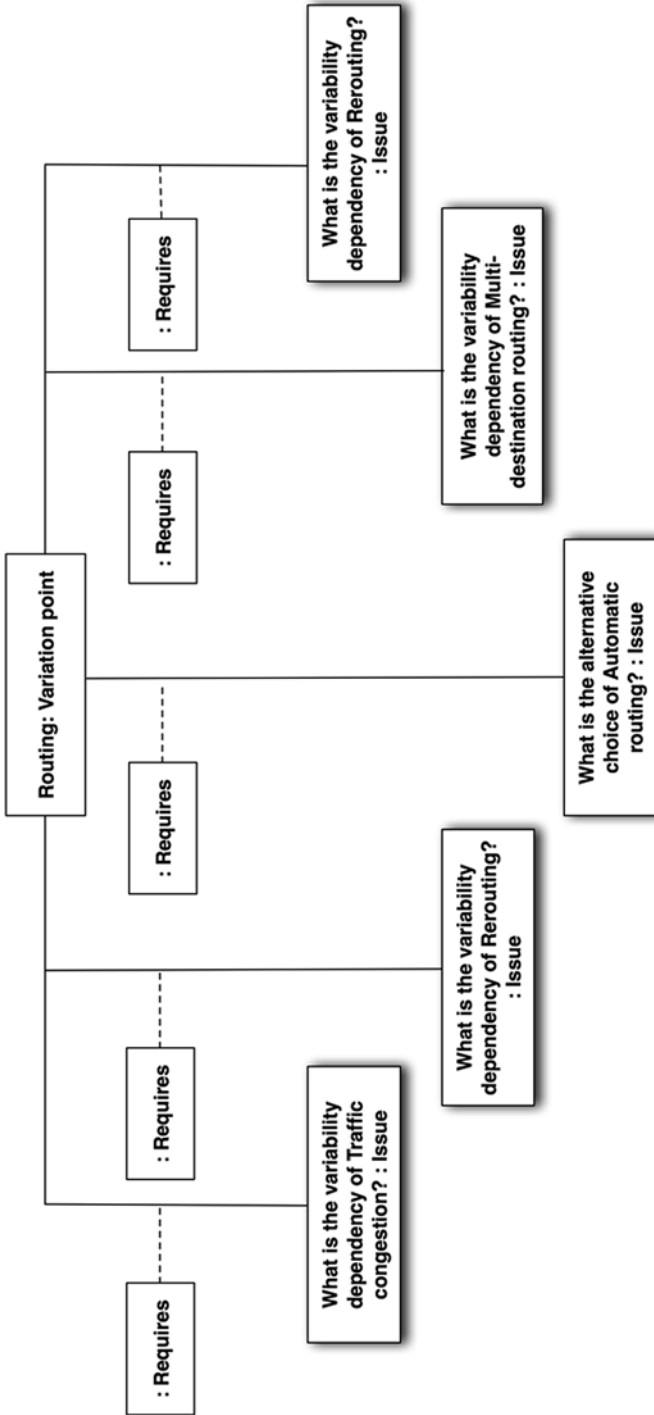 Routing: Variation point
: Requires
: Requires
: Requires
: Requires
: Requires
What is the variability
dependency of Traffic
congestion? : Issue
What is the variability
dependency of Rerouting?
: Issue
What is the alternative
choice of Automatic
routing? : Issue
What is the variability
dependency of Multi-
destination routing? : Issue
What is the variability
dependency of Rerouting?
: Issue